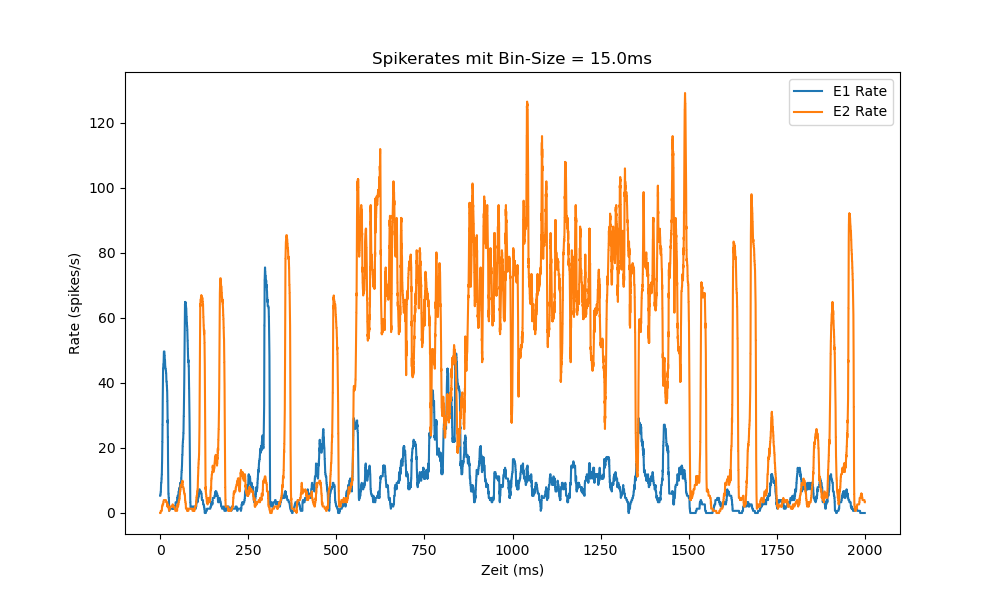 Spikerates mit Bin-Size = 15.0ms
E1 Rate
E2 Rate
120
100
80
60
40
20
0
Rate (spikes/s)
0 250 500 750 1000 1250 1500 1750 2000
Zeit (ms)